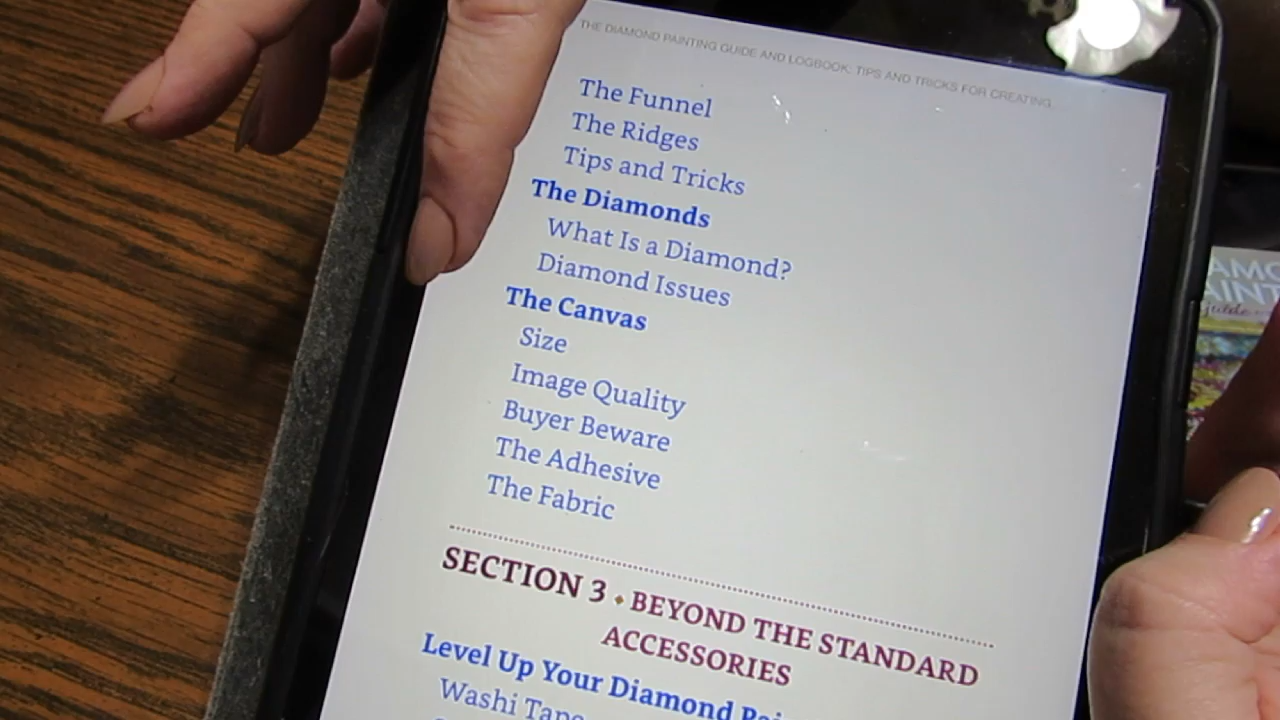 THE DIAMOND PAINTING GUIDE AND LOGBOOK: TIPS AND TRICKS FOR CREATING
The Funnel
The Ridges
Tips and Tricks
The Diamonds
What Is a Diamond?
Diamond Issues
The Canvas
Size
Image Quality
Buyer Beware
The Adhesive
The Fabric
SECTION 3 • BEYOND THE STANDARD
ACCESSORIES
Level Up Your Diamond
Washi Tape